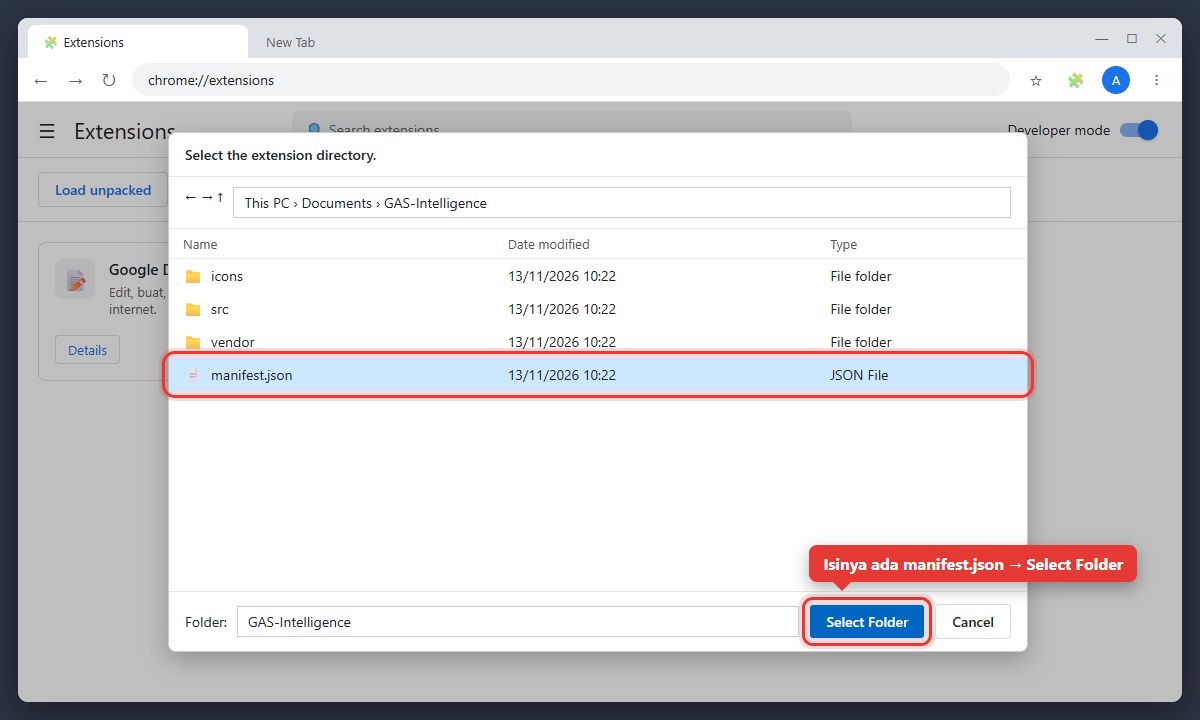 Extensions
New Tab
chrome://extensions
A
Extensions
Search extensions
Developer mode
Select the extension directory.
Load unpacked
This PC › Documents › GAS-Intelligence
Name Date modified Type
icons 13/11/2026 10:22 File folder
src 13/11/2026 10:22 File folder
vendor 13/11/2026 10:22 File folder
manifest.json 13/11/2026 10:22 JSON File
Google
Edit, buat,
internet.
Details
Isinya ada manifest.json → Select Folder
Folder: GAS-Intelligence
Select Folder
Cancel